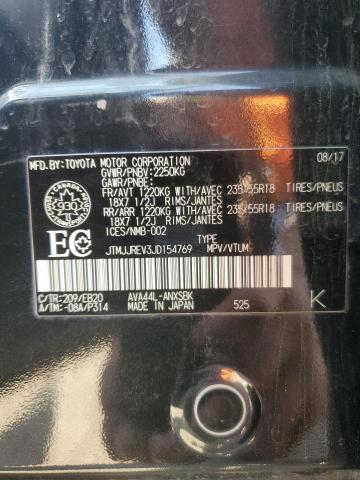 MFD.BY:TOYOTA MOTOR CORPORATION 08/17
GVWR/PNBV:2250KG
GAWR/PNBE:
FR/AVT 1220KG WITH/AVEC 235/55R18 TIRES/PNEUS
18X7 1/2J RIMS/JANTES
RR/ARR 1220KG WITH/AVEC 235/55R18 TIRES/PNEUS
18X7 1/2J RIMS/JANTES
ICES/NMB-002
TYPE
JTMJJREV3JD154769 MPV/VTUM
CANADA
930
EC
C/TR:209/EB20 AVA44L-ANXSBK
A/TM:-08A/P314 MADE IN JAPAN 525 K